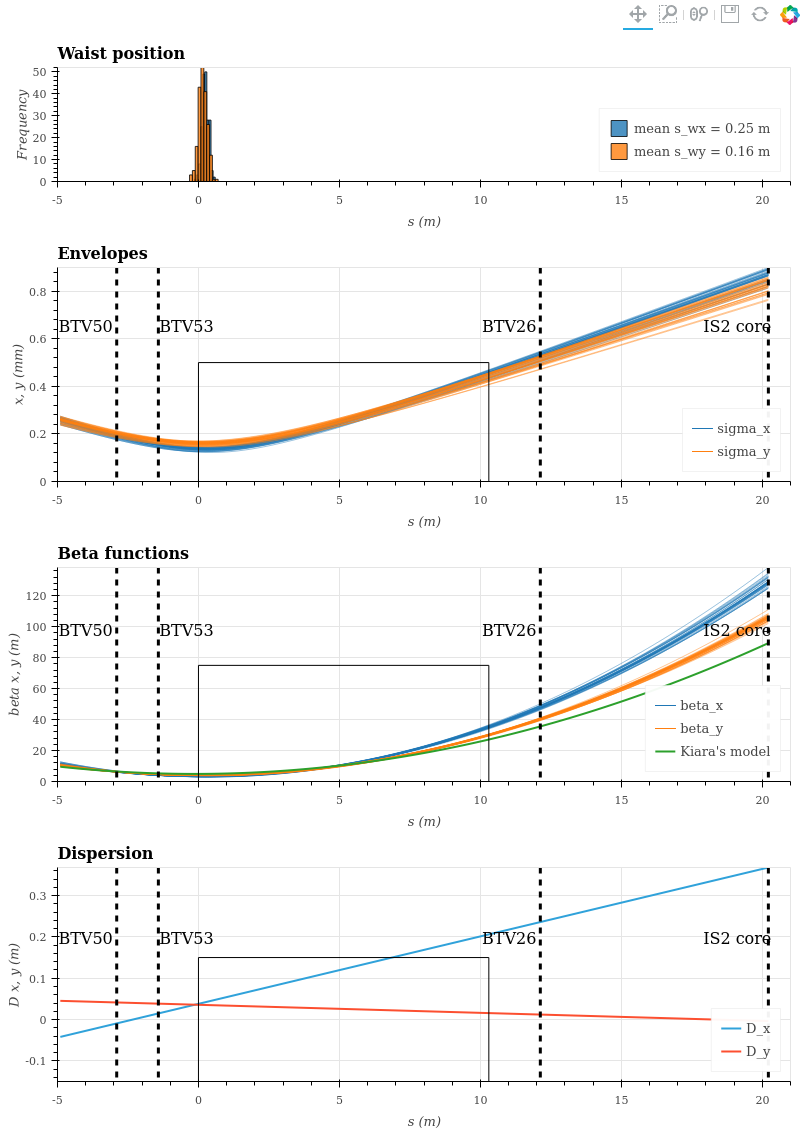 Waist position
50
40
30
20
10
0
Frequency
mean s_wx = 0.25 m
mean s_wy = 0.16 m
-5 0 5 10 15 20
s (m)
Envelopes
0.8
0.6
0.4
0.2
0
x, y (mm)
BTV50 BTV53 BTV26 IS2 core
sigma_x
sigma_y
-5 0 5 10 15 20
s (m)
Beta functions
120
100
80
60
40
20
0
beta x, y (m)
BTV50 BTV53 BTV26 IS2 core
beta_x
beta_y
Kiara's model
-5 0 5 10 15 20
s (m)
Dispersion
0.3
0.2
0.1
0
-0.1
D x, y (m)
BTV50 BTV53 BTV26 IS2 core
D_x
D_y
-5 0 5 10 15 20
s (m)